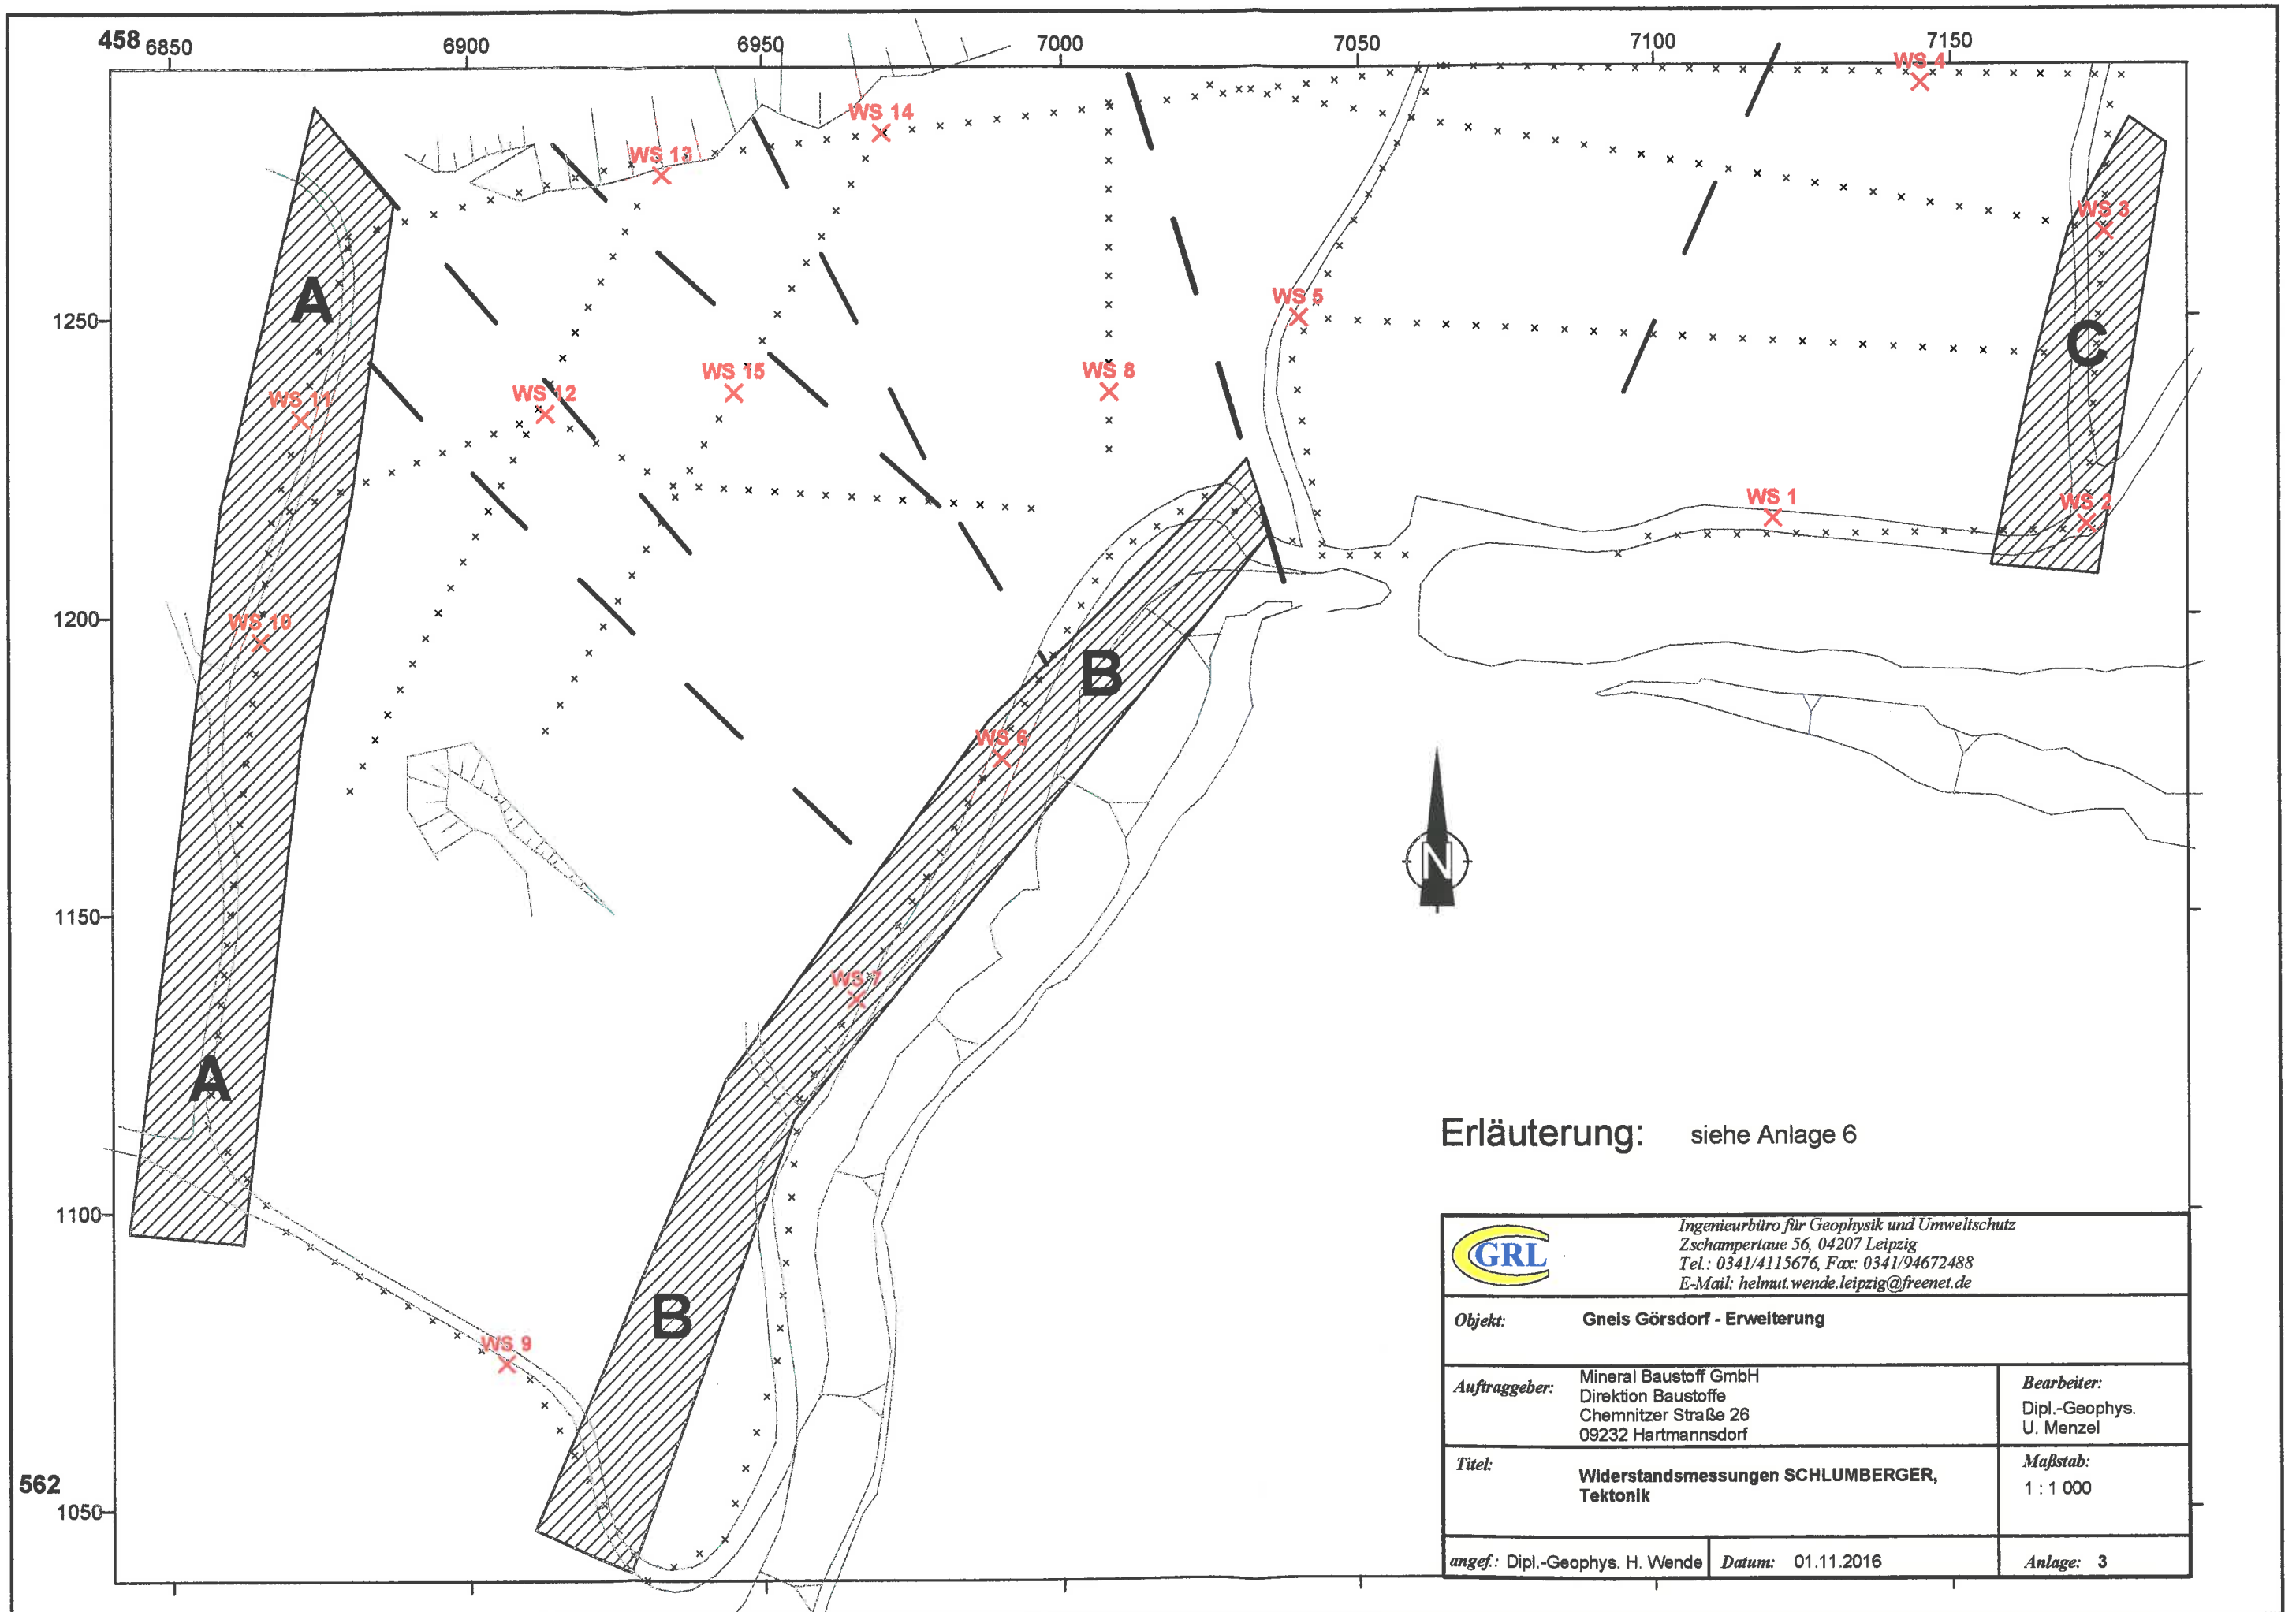 458 6850 6900 6950 7000 7050 7100 7150
WS 4
WS 14
WS 13
WS 3
A
WS 5
1250
C
WS 15
WS 8
WS 12
WS 11
WS 1
WS 2
1200
WS 10
B
WS 6
N
1150
WS 7
A
Erläuterung: siehe Anlage 6
1100
B
WS 9
562
1050
GRL
Ingenieurbüro für Geophysik und Umweltschutz
Zschampertaue 56, 04207 Leipzig
Tel.: 0341/4115676, Fax: 0341/94672488
E-Mail: helmut.wende.leipzig@freenet.de
Objekt: Gneis Görsdorf - Erweiterung
Auftraggeber: Mineral Baustoff GmbH
Direktion Baustoffe
Chemnitzer Straße 26
09232 Hartmannsdorf
Bearbeiter:
Dipl.-Geophys.
U. Menzel
Titel: Widerstandsmessungen SCHLUMBERGER,
Tektonik
Maßstab:
1 : 1 000
angef.: Dipl.-Geophys. H. Wende Datum: 01.11.2016 Anlage: 3